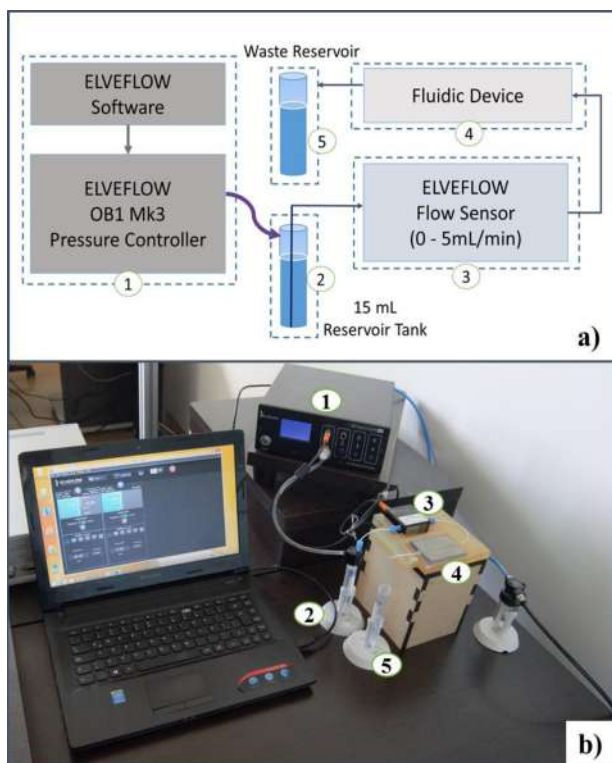 Waste Reservoir
ELVEFLOW
Software
Fluidic Device
5
4
ELVEFLOW
OB1 Mk3
Pressure Controller
ELVEFLOW
Flow Sensor
(0 - 5mL/min)
1
2
3
15 mL
Reservoir Tank
a)
1
3
4
2
5
b)